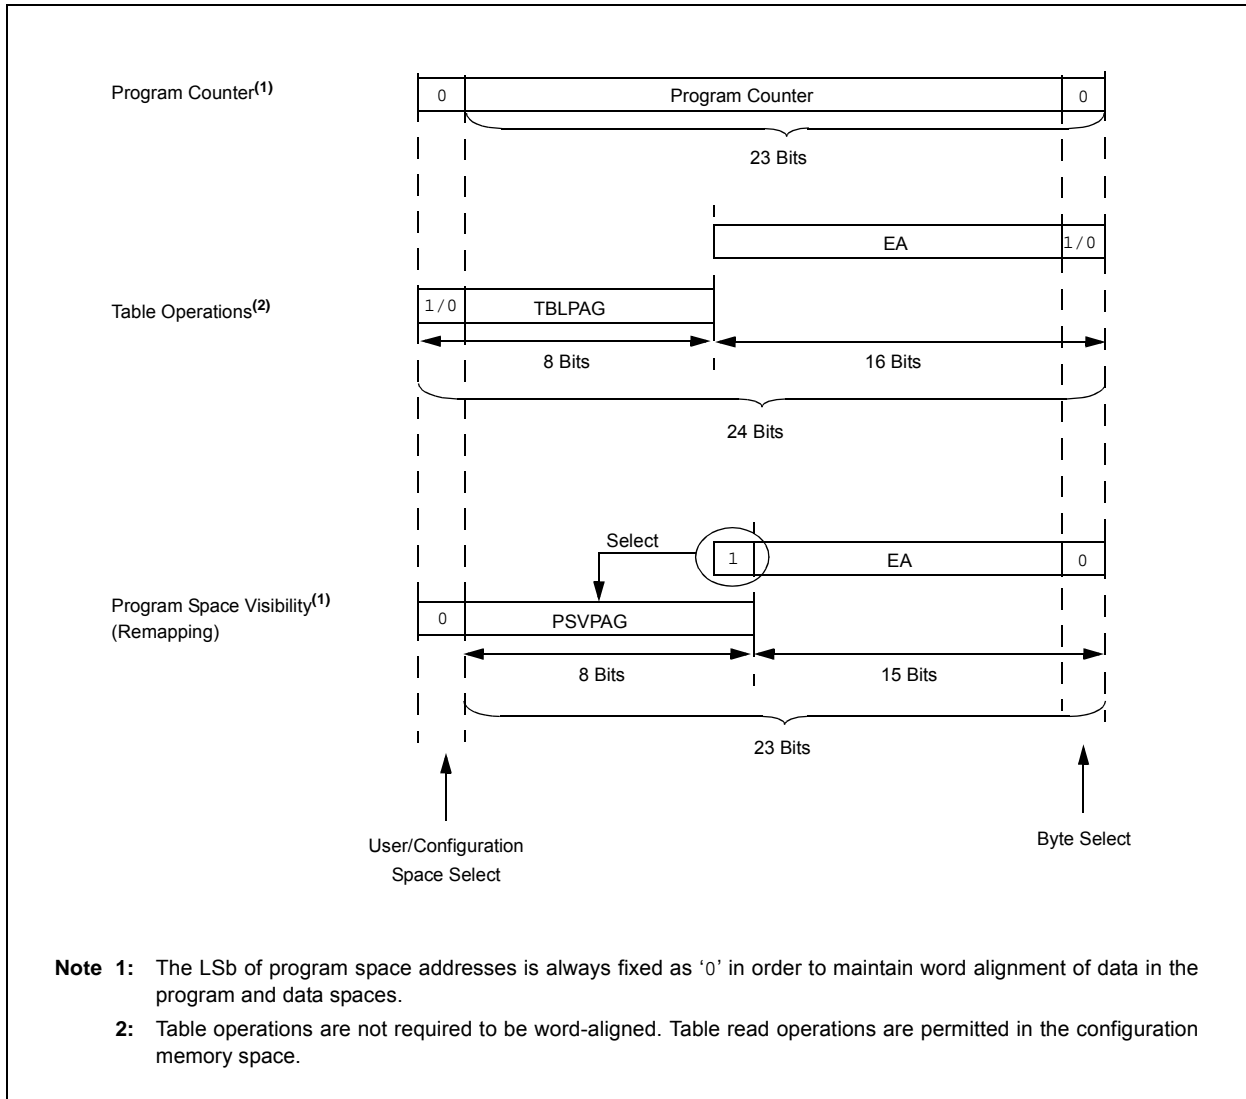 Program Counter(1)
0
Program Counter
0
23 Bits
EA
1/0
Table Operations(2)
1/0
TBLPAG
8 Bits
16 Bits
24 Bits
Select
1
EA
0
Program Space Visibility(1)
(Remapping)
0
PSVPAG
8 Bits
15 Bits
23 Bits
User/Configuration
Space Select
Byte Select
Note 1: The LSb of program space addresses is always fixed as ‘0’ in order to maintain word alignment of data in the
program and data spaces.
2: Table operations are not required to be word-aligned. Table read operations are permitted in the configuration
memory space.